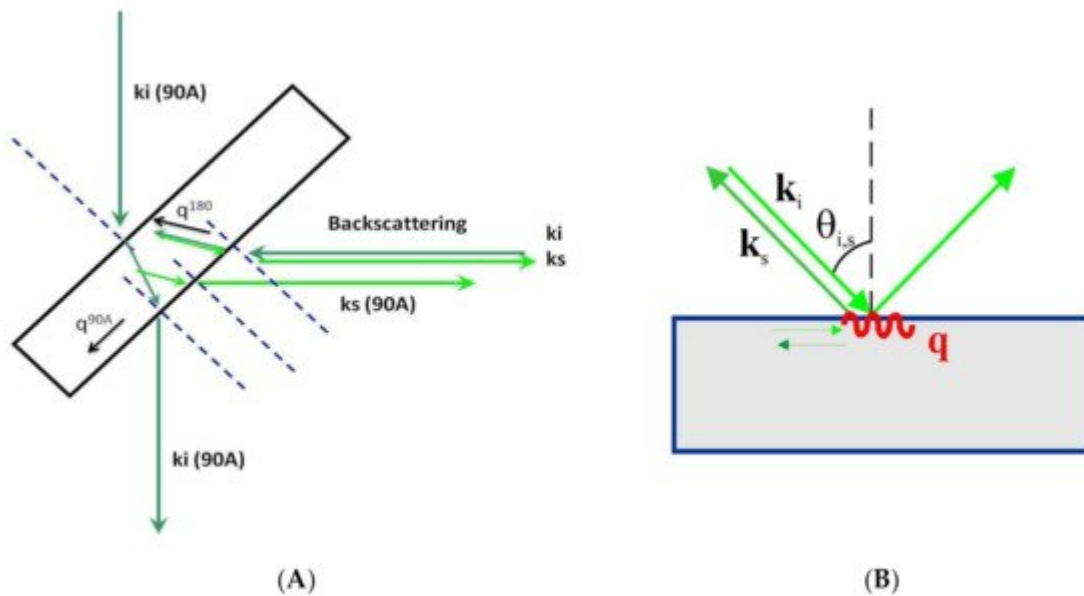 ki (90A)
q180
Backscattering
ki
ks
ks (90A)
q90A
ki (90A)
(A)
ki
θi,s
ks
q
(B)